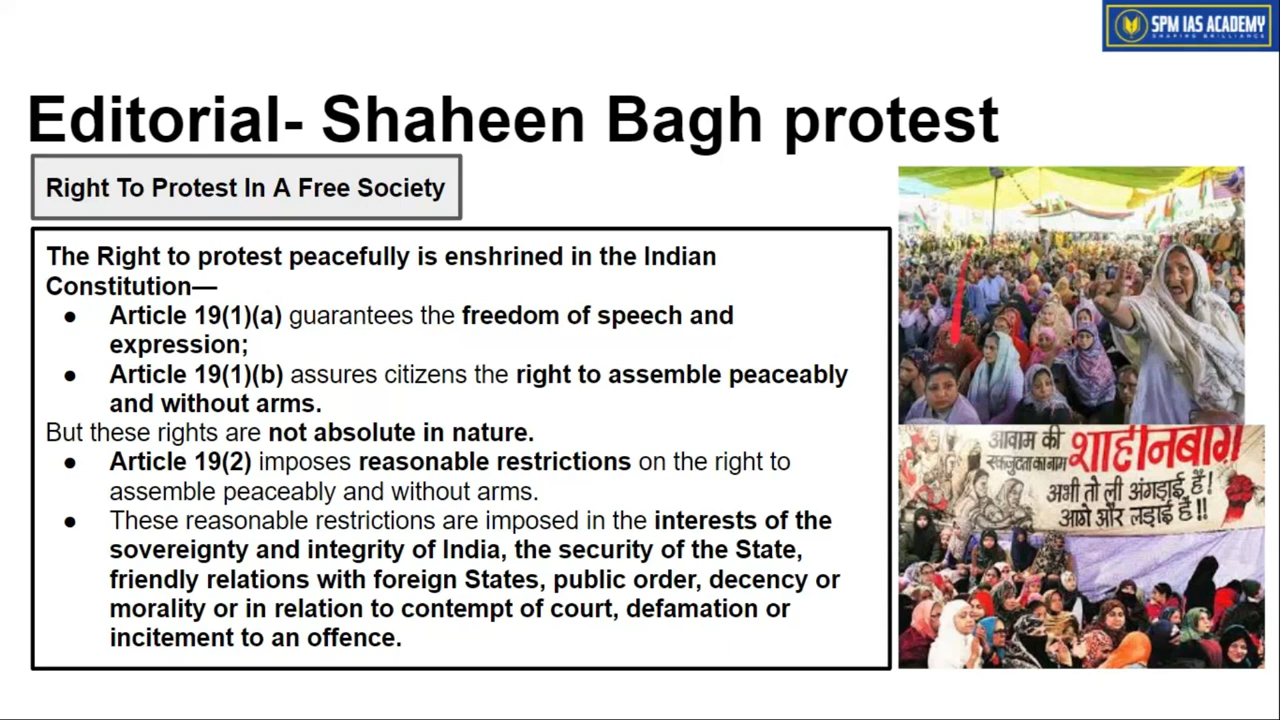 SPM IAS ACADEMY
SHAPING BRILLIANCE
Editorial- Shaheen Bagh protest
Right To Protest In A Free Society
The Right to protest peacefully is enshrined in the Indian
Constitution—
● Article 19(1)(a) guarantees the freedom of speech and
expression;
● Article 19(1)(b) assures citizens the right to assemble peaceably
and without arms.
But these rights are not absolute in nature.
● Article 19(2) imposes reasonable restrictions on the right to
assemble peaceably and without arms.
● These reasonable restrictions are imposed in the interests of the
sovereignty and integrity of India, the security of the State,
friendly relations with foreign States, public order, decency or
morality or in relation to contempt of court, defamation or
incitement to an offence.
आवाम की
शाहीनबाग
अभी तो ली अंगड़ाई है!
आगे और लड़ाई है!!